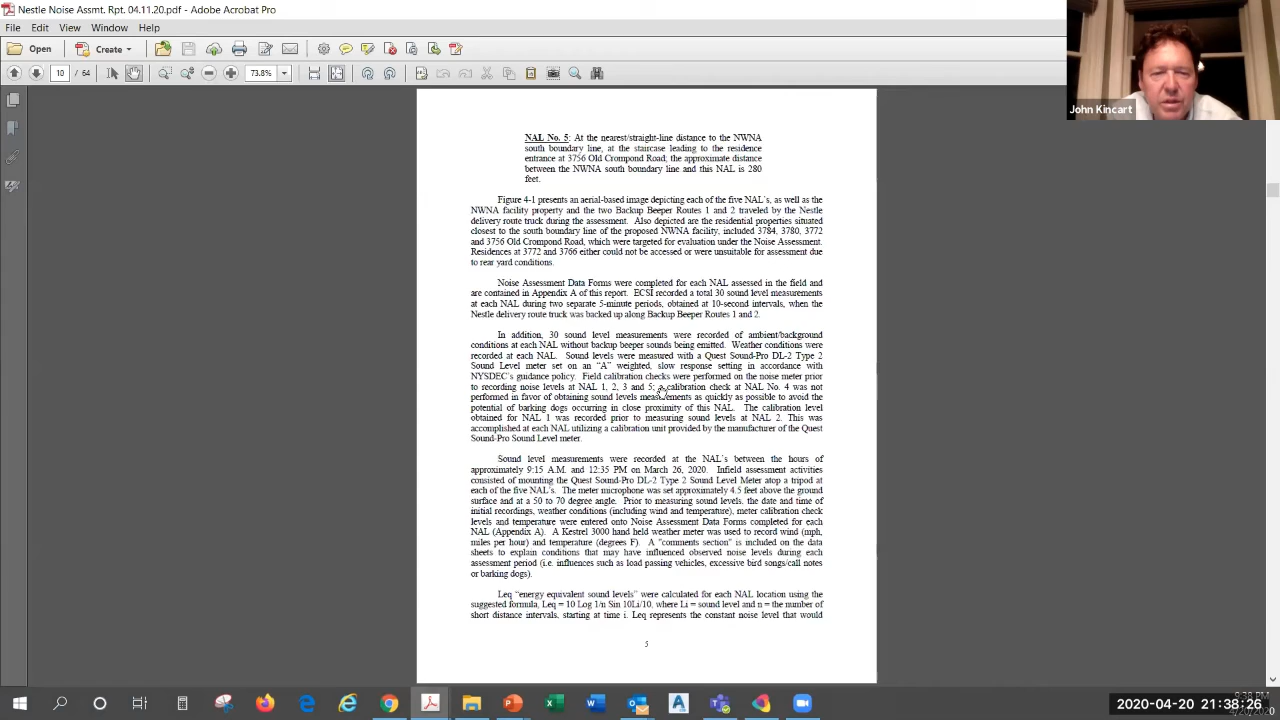 Nestle Noise Assmt. Rpt. 04.11.20.pdf - Adobe Acrobat Pro
File Edit View Window Help
Open Create
10 / 64 73.8%
John Kincart
NAL No. 5: At the nearest/straight-line distance to the NWNA
south boundary line, at the staircase leading to the residence
entrance at 3756 Old Crompond Road; the approximate distance
between the NWNA south boundary line and this NAL is 280
feet.
Figure 4-1 presents an aerial-based image depicting each of the five NAL's, as well as the
NWNA facility property and the two Backup Beeper Routes 1 and 2 traveled by the Nestle
delivery route truck during the assessment. Also depicted are the residential properties situated
closest to the south boundary line of the proposed NWNA facility, included 3784, 3780, 3772
and 3756 Old Crompond Road, which were targeted for evaluation under the Noise Assessment.
Residences at 3772 and 3766 either could not be accessed or were unsuitable for assessment due
to rear yard conditions.
Noise Assessment Data Forms were completed for each NAL assessed in the field and
are contained in Appendix A of this report. ECSI recorded a total 30 sound level measurements
at each NAL during two separate 5-minute periods, obtained at 10-second intervals, when the
Nestle delivery route truck was backed up along Backup Beeper Routes 1 and 2.
In addition, 30 sound level measurements were recorded of ambient/background
conditions at each NAL without backup beeper sounds being emitted. Weather conditions were
recorded at each NAL. Sound levels were measured with a Quest Sound-Pro DL-2 Type 2
Sound Level meter set on an "A" weighted, slow response setting in accordance with
NYSDEC's guidance policy. Field calibration checks were performed on the noise meter prior
to recording noise levels at NAL 1, 2, 3 and 5; a calibration check at NAL No. 4 was not
performed in favor of obtaining sound levels measurements as quickly as possible to avoid the
potential of barking dogs occurring in close proximity of this NAL. The calibration level
obtained for NAL 1 was recorded prior to measuring sound levels at NAL 2. This was
accomplished at each NAL utilizing a calibration unit provided by the manufacturer of the Quest
Sound-Pro Sound Level meter.
Sound level measurements were recorded at the NAL's between the hours of
approximately 9:15 A.M. and 12:35 PM on March 26, 2020. Infield assessment activities
consisted of mounting the Quest Sound-Pro DL-2 Type 2 Sound Level Meter atop a tripod at
each of the five NAL's. The meter microphone was set approximately 4.5 feet above the ground
surface and at a 50 to 70 degree angle. Prior to measuring sound levels, the date and time of
initial recordings, weather conditions (including wind and temperature), meter calibration check
levels and temperature were entered onto Noise Assessment Data Forms completed for each
NAL (Appendix A). A Kestrel 3000 hand held weather meter was used to record wind (mph,
miles per hour) and temperature (degrees F). A "comments section" is included on the data
sheets to explain conditions that may have influenced observed noise levels during each
assessment period (i.e. influences such as load passing vehicles, excessive bird songs/call notes
or barking dogs).
Leq "energy equivalent sound levels" were calculated for each NAL location using the
suggested formula, Leq = 10 Log 1/n Sin 10Li/10, where Li = sound level and n = the number of
short distance intervals, starting at time i. Leq represents the constant noise level that would
5
2020-04-20 21:38:26